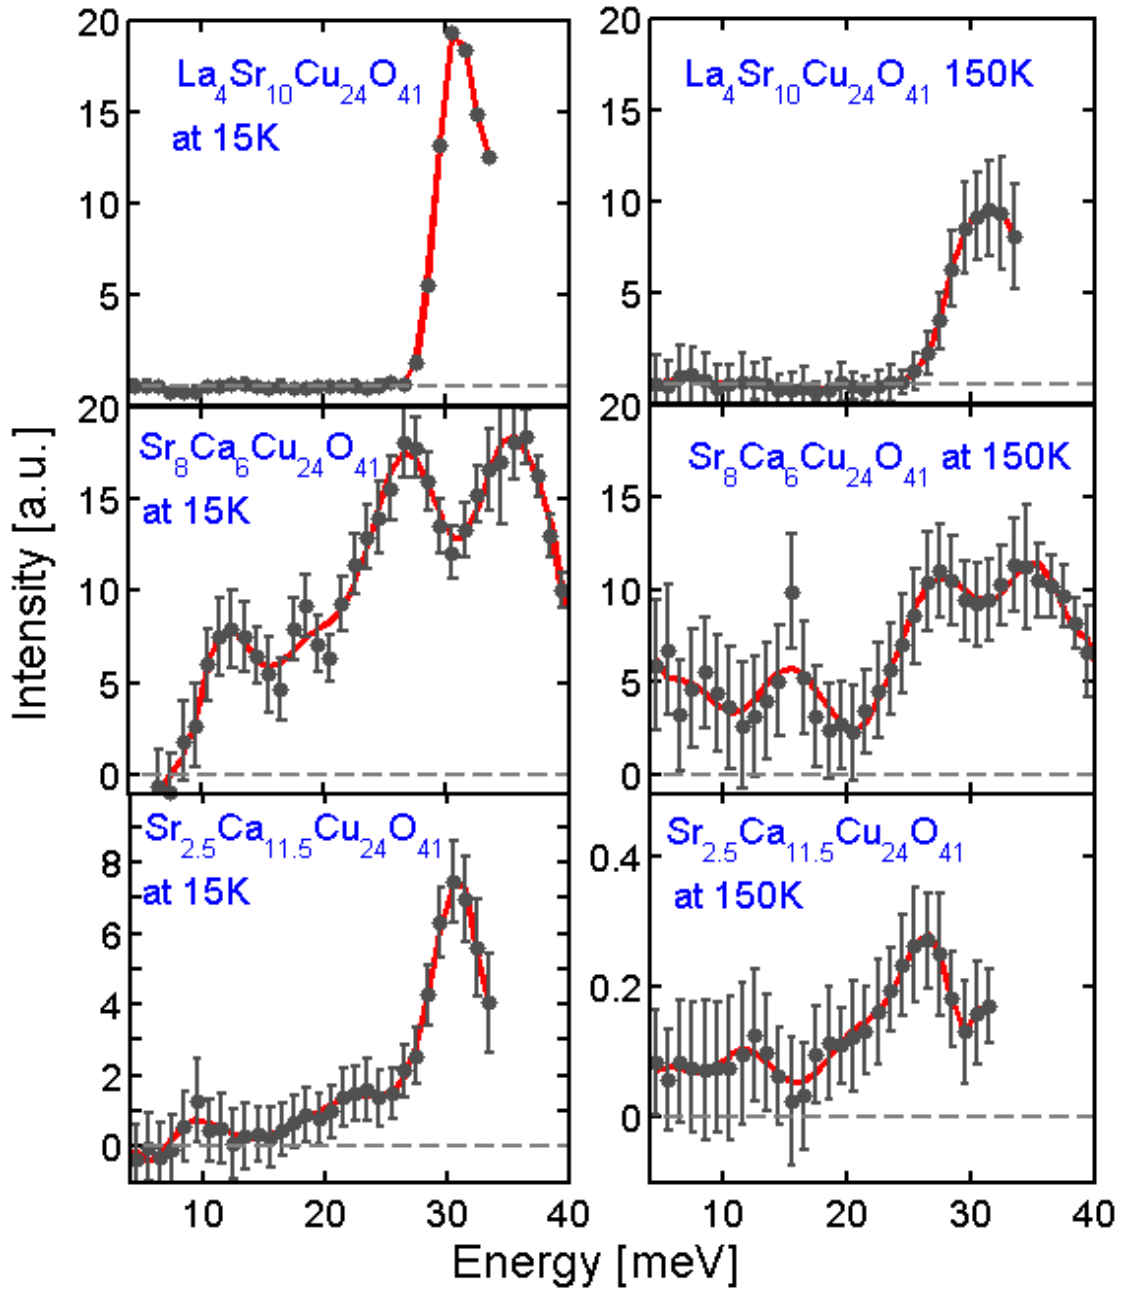 20
15
10
5
La4Sr10Cu24O41
at 15K
20
15
10
5
La4Sr10Cu24O41 150K
20
15
10
5
0
Sr8Ca6Cu24O41
at 15K
20
15
10
5
0
Sr8Ca6Cu24O41 at 150K
8
6
4
2
0
Sr2.5Ca11.5Cu24O41
at 15K
0.4
0.2
0
Sr2.5Ca11.5Cu24O41
at 150K
10 20 30 40
10 20 30 40
Intensity [a.u.]
Energy [meV]